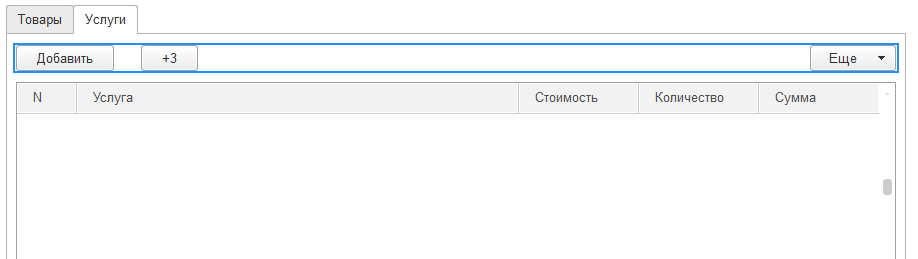 Товары Услуги
Добавить +3 Еще
N Услуга Стоимость Количество Сумма